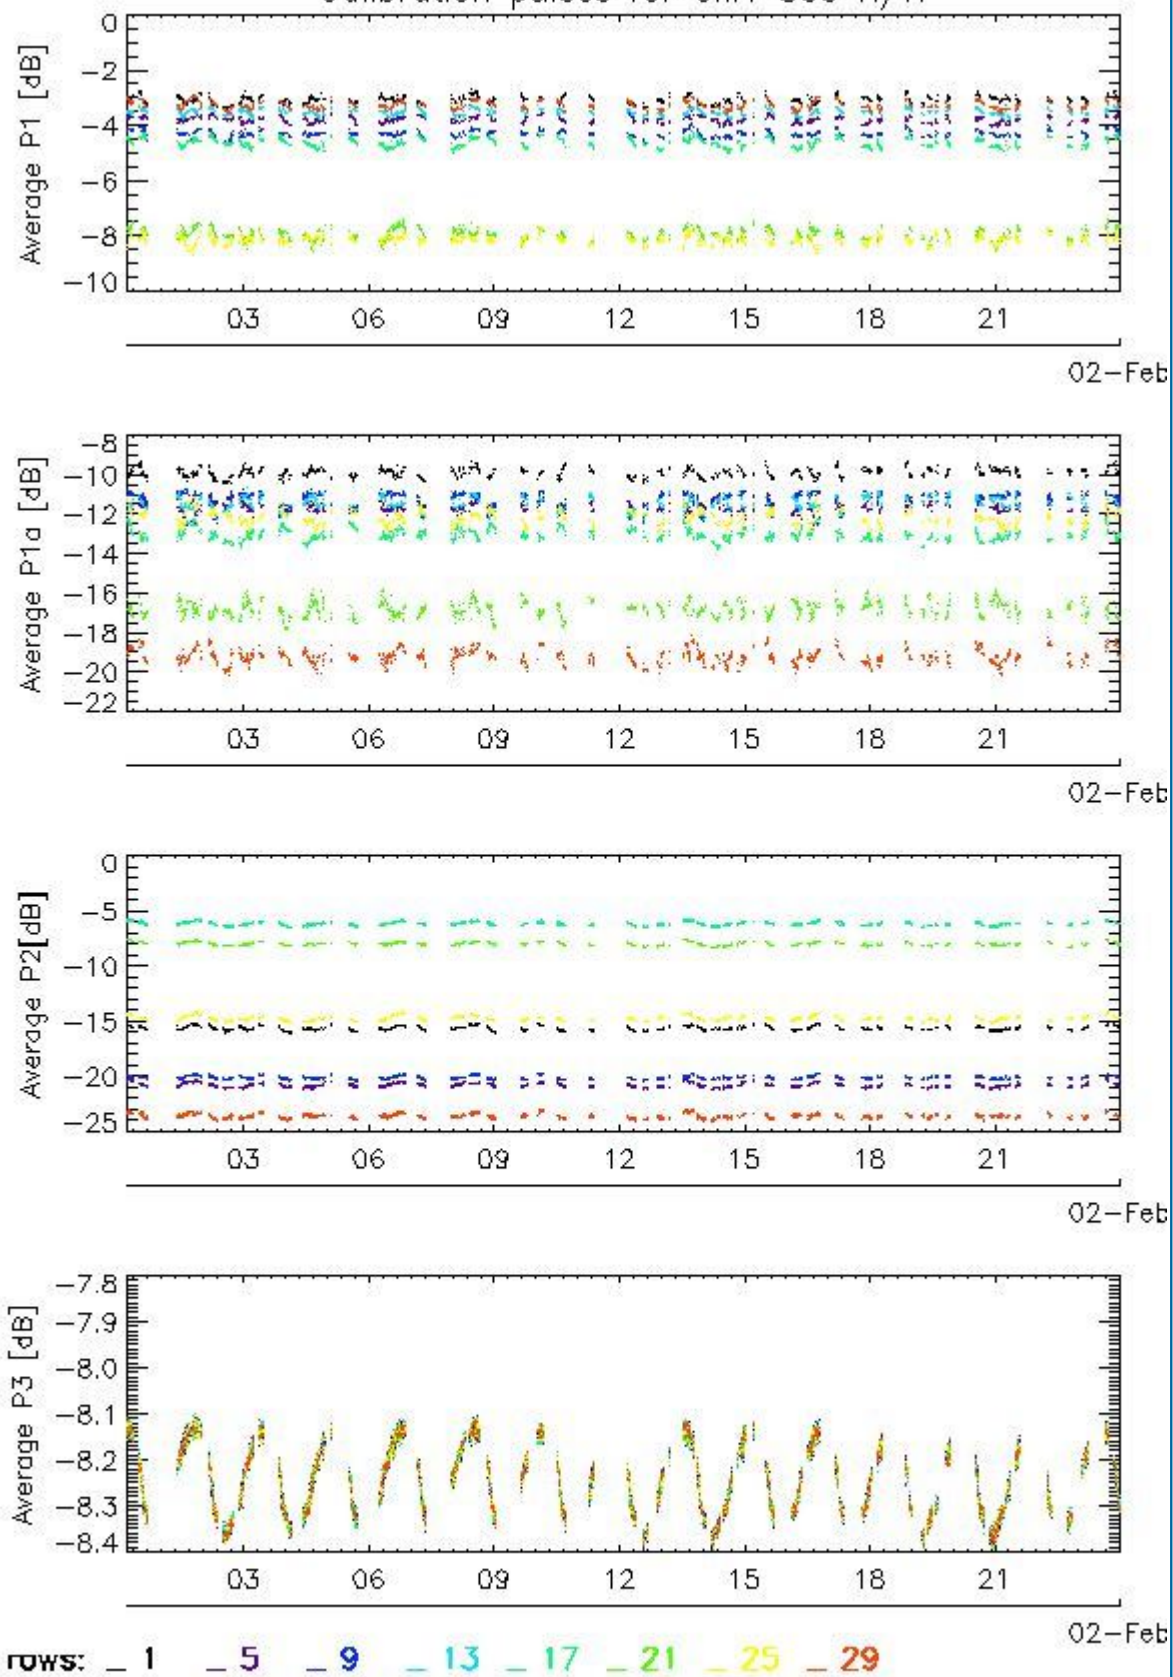 0
−2
−4
−6
−8
−10
Average P1 [dB]
03 06 09 12 15 18 21
02−Feb
−8
−10
−12
−14
−16
−18
−20
−22
Average P1a [dB]
03 06 09 12 15 18 21
02−Feb
0
−5
−10
−15
−20
−25
Average P2[dB]
03 06 09 12 15 18 21
02−Feb
−7.8
−7.9
−8.0
−8.1
−8.2
−8.3
−8.4
Average P3 [dB]
03 06 09 12 15 18 21
02−Feb
rows: _ 1 _ 5 _ 9 _ 13 _ 17 _ 21 _ 25 _ 29